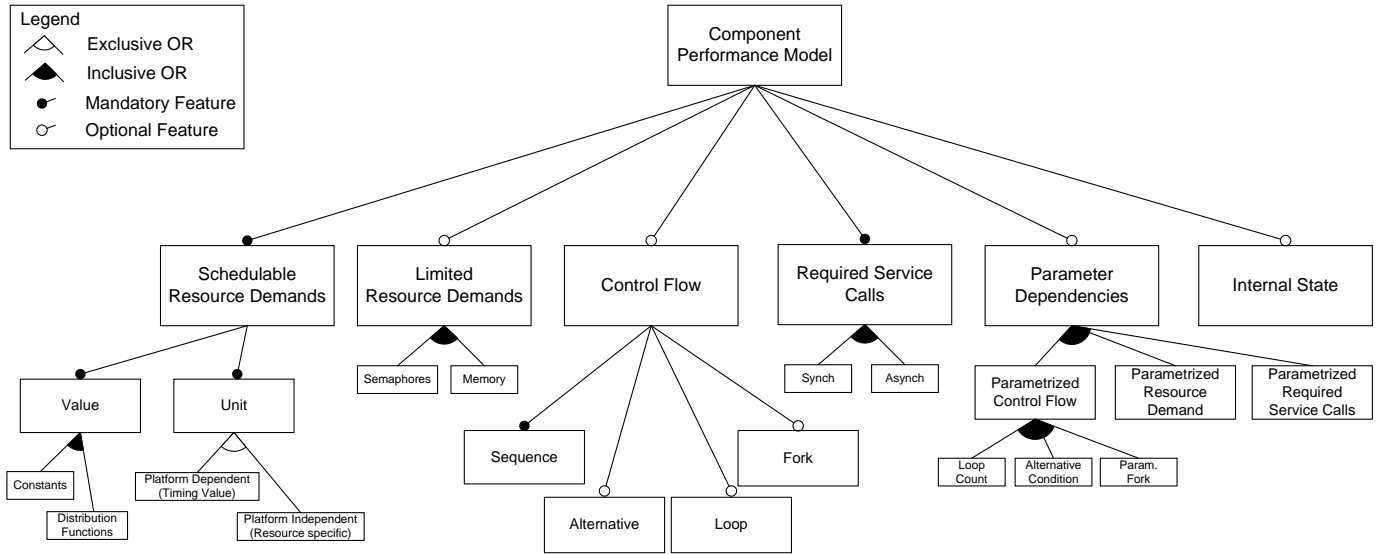 Legend
Exclusive OR
Inclusive OR
Mandatory Feature
Optional Feature
Component
Performance Model
Schedulable
Resource Demands
Limited
Resource Demands
Control Flow
Required Service
Calls
Parameter
Dependencies
Internal State
Value
Unit
Semaphores
Memory
Synch
Asynch
Parametrized
Control Flow
Parametrized
Resource
Demand
Parametrized
Required
Service Calls
Constants
Distribution
Functions
Platform Dependent
(Timing Value)
Platform Independent
(Resource specific)
Sequence
Alternative
Loop
Fork
Loop
Count
Alternative
Condition
Param.
Fork